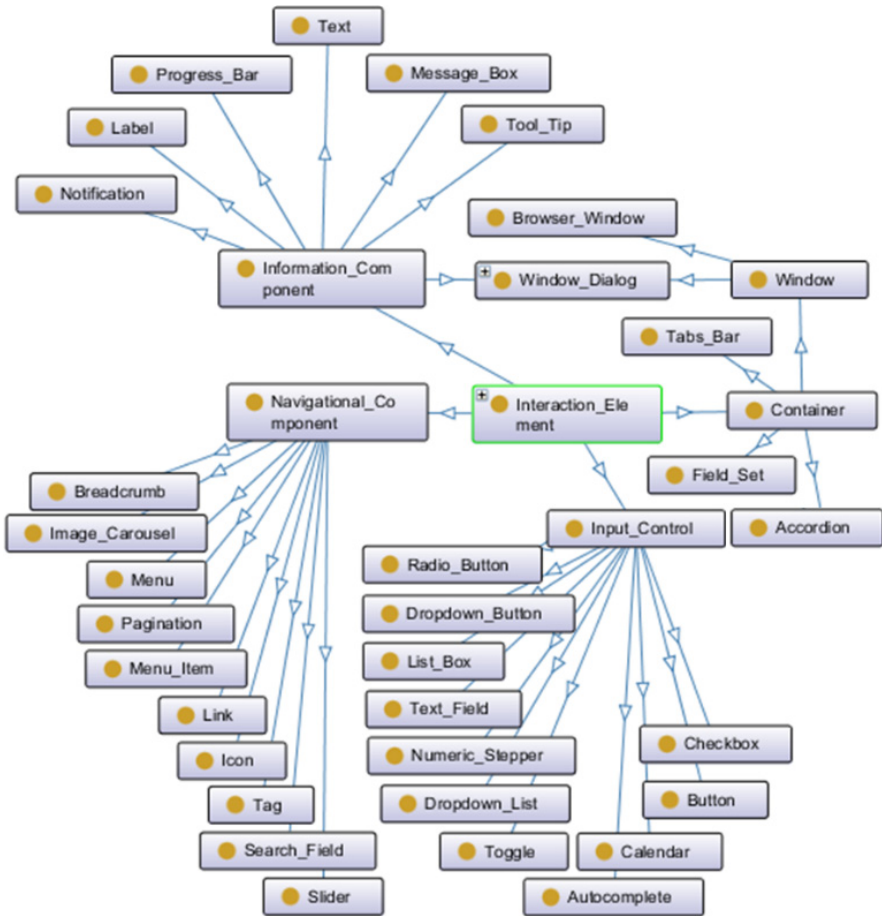 Text
Progress_Bar
Message_Box
Label
Tool_Tip
Notification
Browser_Window
Information_Com
ponent
Window_Dialog
Window
Tabs_Bar
Navigational_Co
mponent
Interaction_Ele
ment
Container
Breadcrumb
Field_Set
Image_Carousel
Input_Control
Accordion
Menu
Radio_Button
Pagination
Dropdown_Button
Menu_Item
List_Box
Link
Text_Field
Icon
Numeric_Stepper
Checkbox
Tag
Dropdown_List
Button
Search_Field
Toggle
Calendar
Slider
Autocomplete